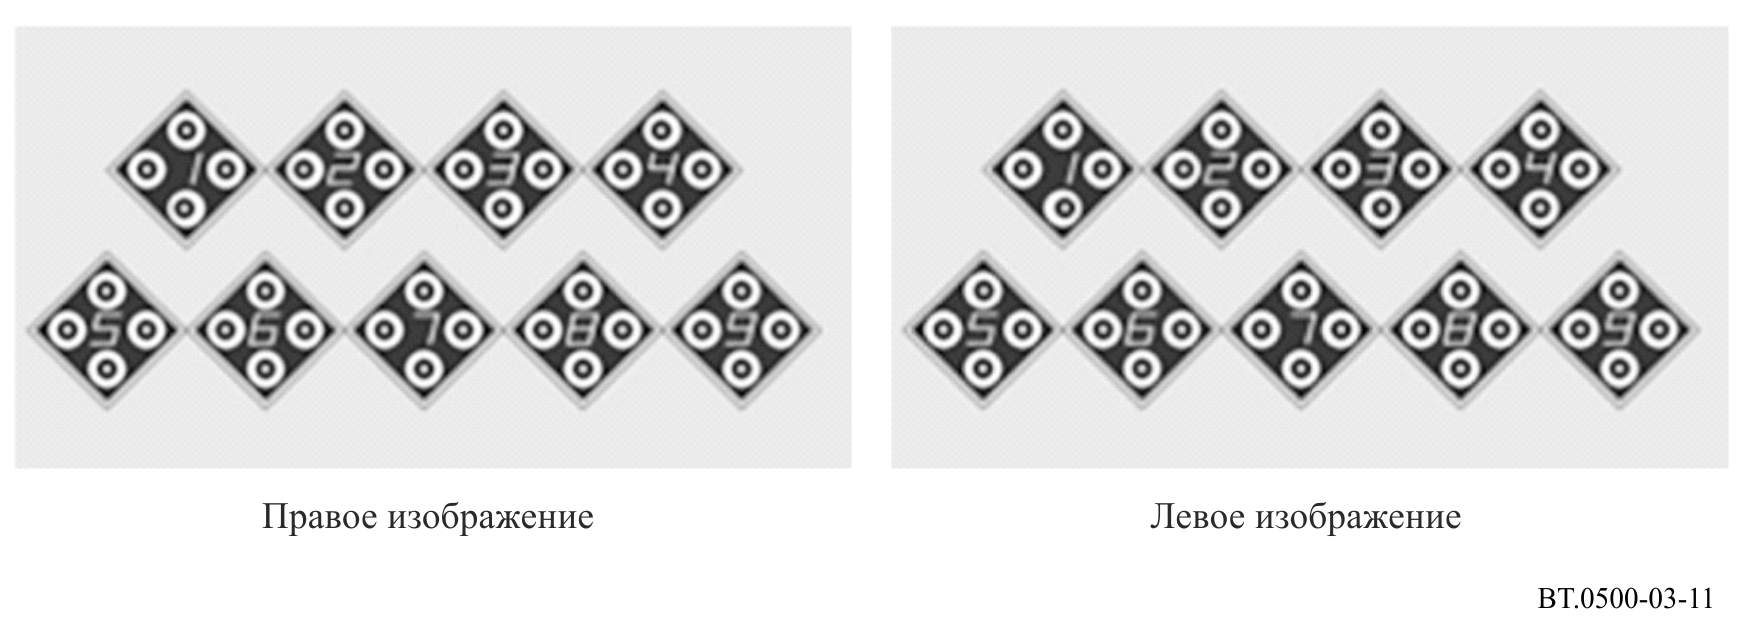 1 2 3 4 1 2 3 4
5 6 7 8 9 5 6 7 8 9
Правое изображение Левое изображение
BT.0500-03-11